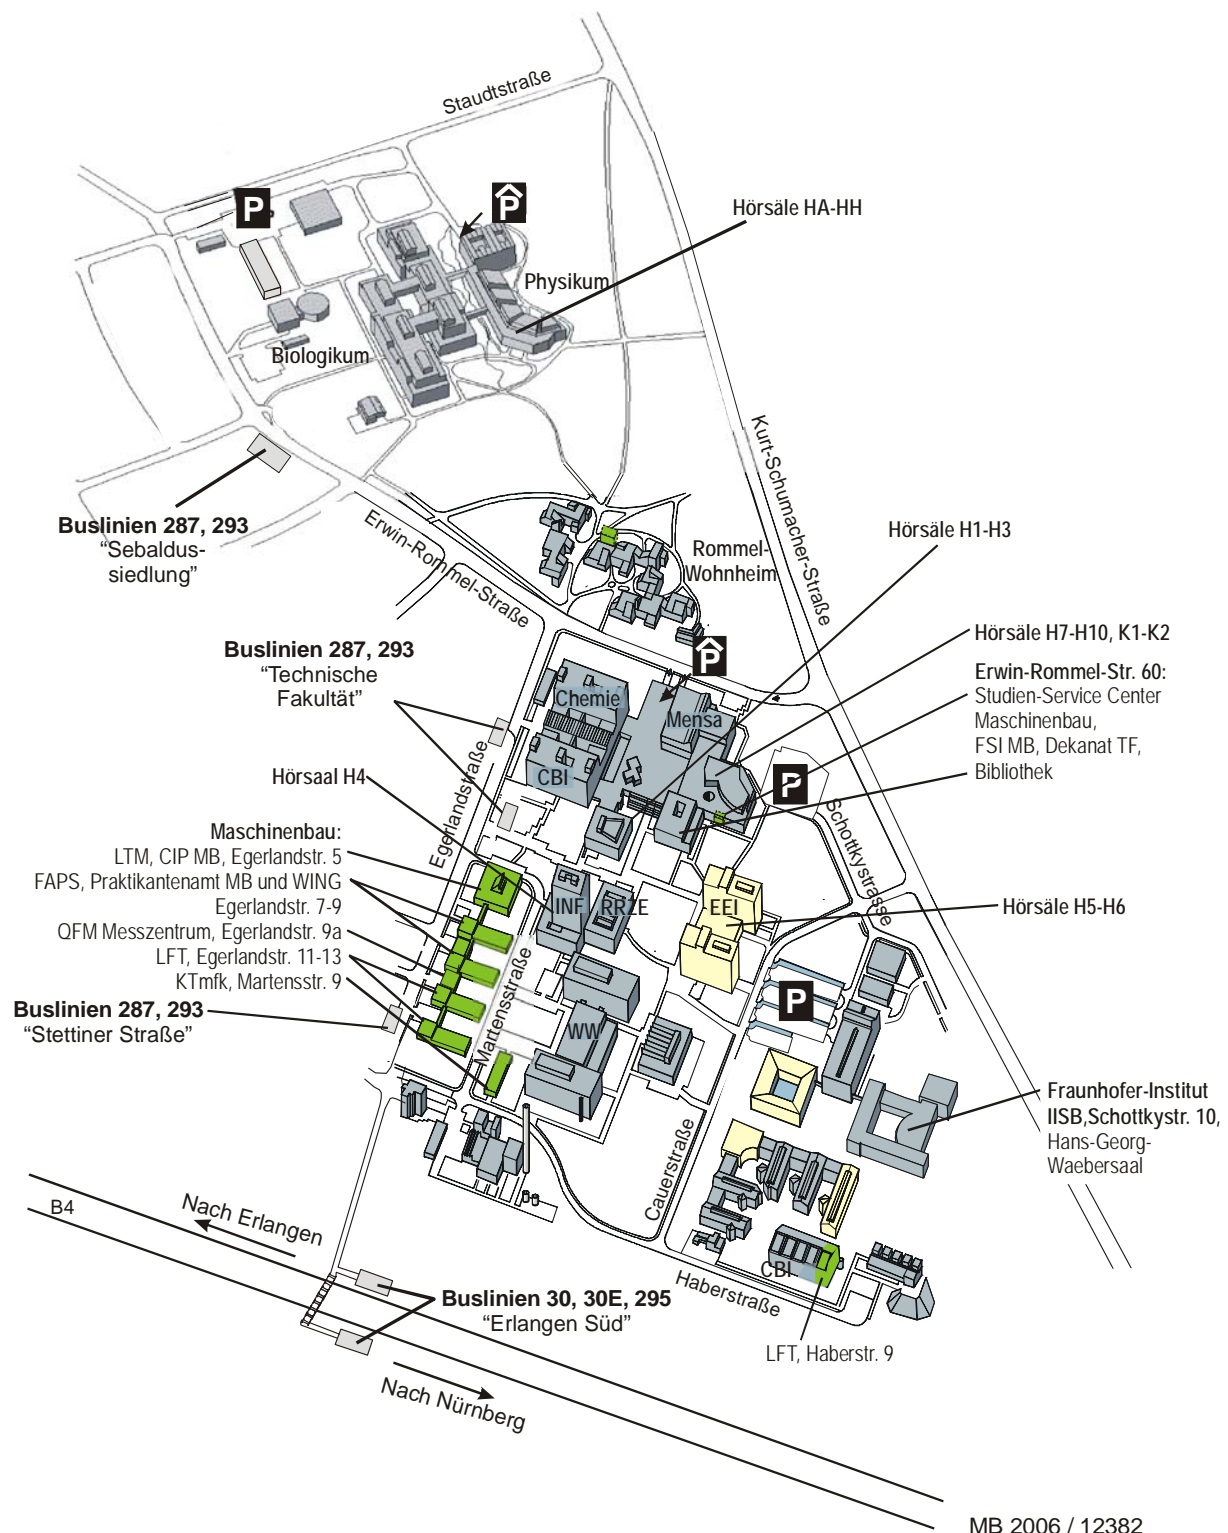 Staudtstraße
P
P
Hörsäle HA-HH
Physikum
Biologikum
Kurt-Schumacher-Straße
Buslinien 287, 293
“Sebaldus-
siedlung”
Erwin-Rommel-Straße
Rommel-
Wohnheim
Hörsäle H1-H3
Hörsäle H7-H10, K1-K2
P
Buslinien 287, 293
“Technische
Fakultät”
Erwin-Rommel-Str. 60:
Studien-Service Center
Maschinenbau,
FSI MB, Dekanat TF,
Bibliothek
Chemie
Mensa
CBI
P
Hörsaal H4
Egerlandstraße
Schottkystrasse
Maschinenbau:
LTM, CIP MB, Egerlandstr. 5
FAPS, Praktikantenamt MB und WING
Egerlandstr. 7-9
QFM Messzentrum, Egerlandstr. 9a
LFT, Egerlandstr. 11-13
KTmfk, Martensstr. 9
INF
RRZE
EEI
Hörsäle H5-H6
Buslinien 287, 293
“Stettiner Straße”
Martensstraße
P
WW
Fraunhofer-Institut
IISB,Schottkystr. 10,
Hans-Georg-
Waebersaal
Cauerstraße
B4
Nach Erlangen
CBI
Haberstraße
Buslinien 30, 30E, 295
“Erlangen Süd”
LFT, Haberstr. 9
Nach Nürnberg
MB 2006 / 12382